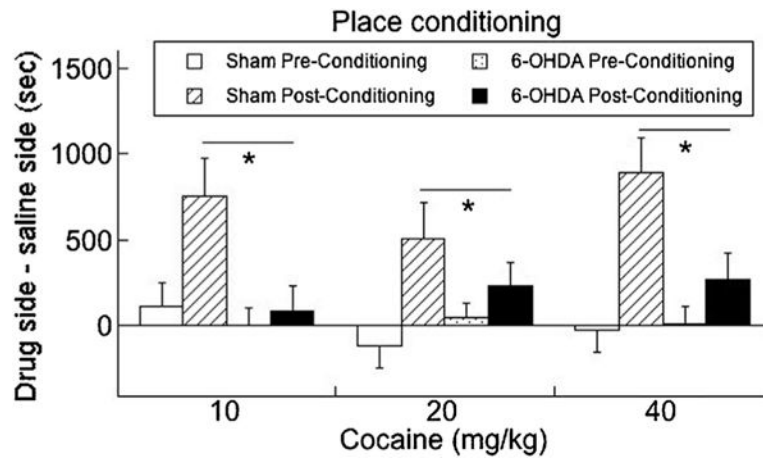 Place conditioning
Sham Pre-Conditioning 6-OHDA Pre-Conditioning
Sham Post-Conditioning 6-OHDA Post-Conditioning
Drug side - saline side (sec)
1500
1000
500
0
*
*
*
10 20 40
Cocaine (mg/kg)